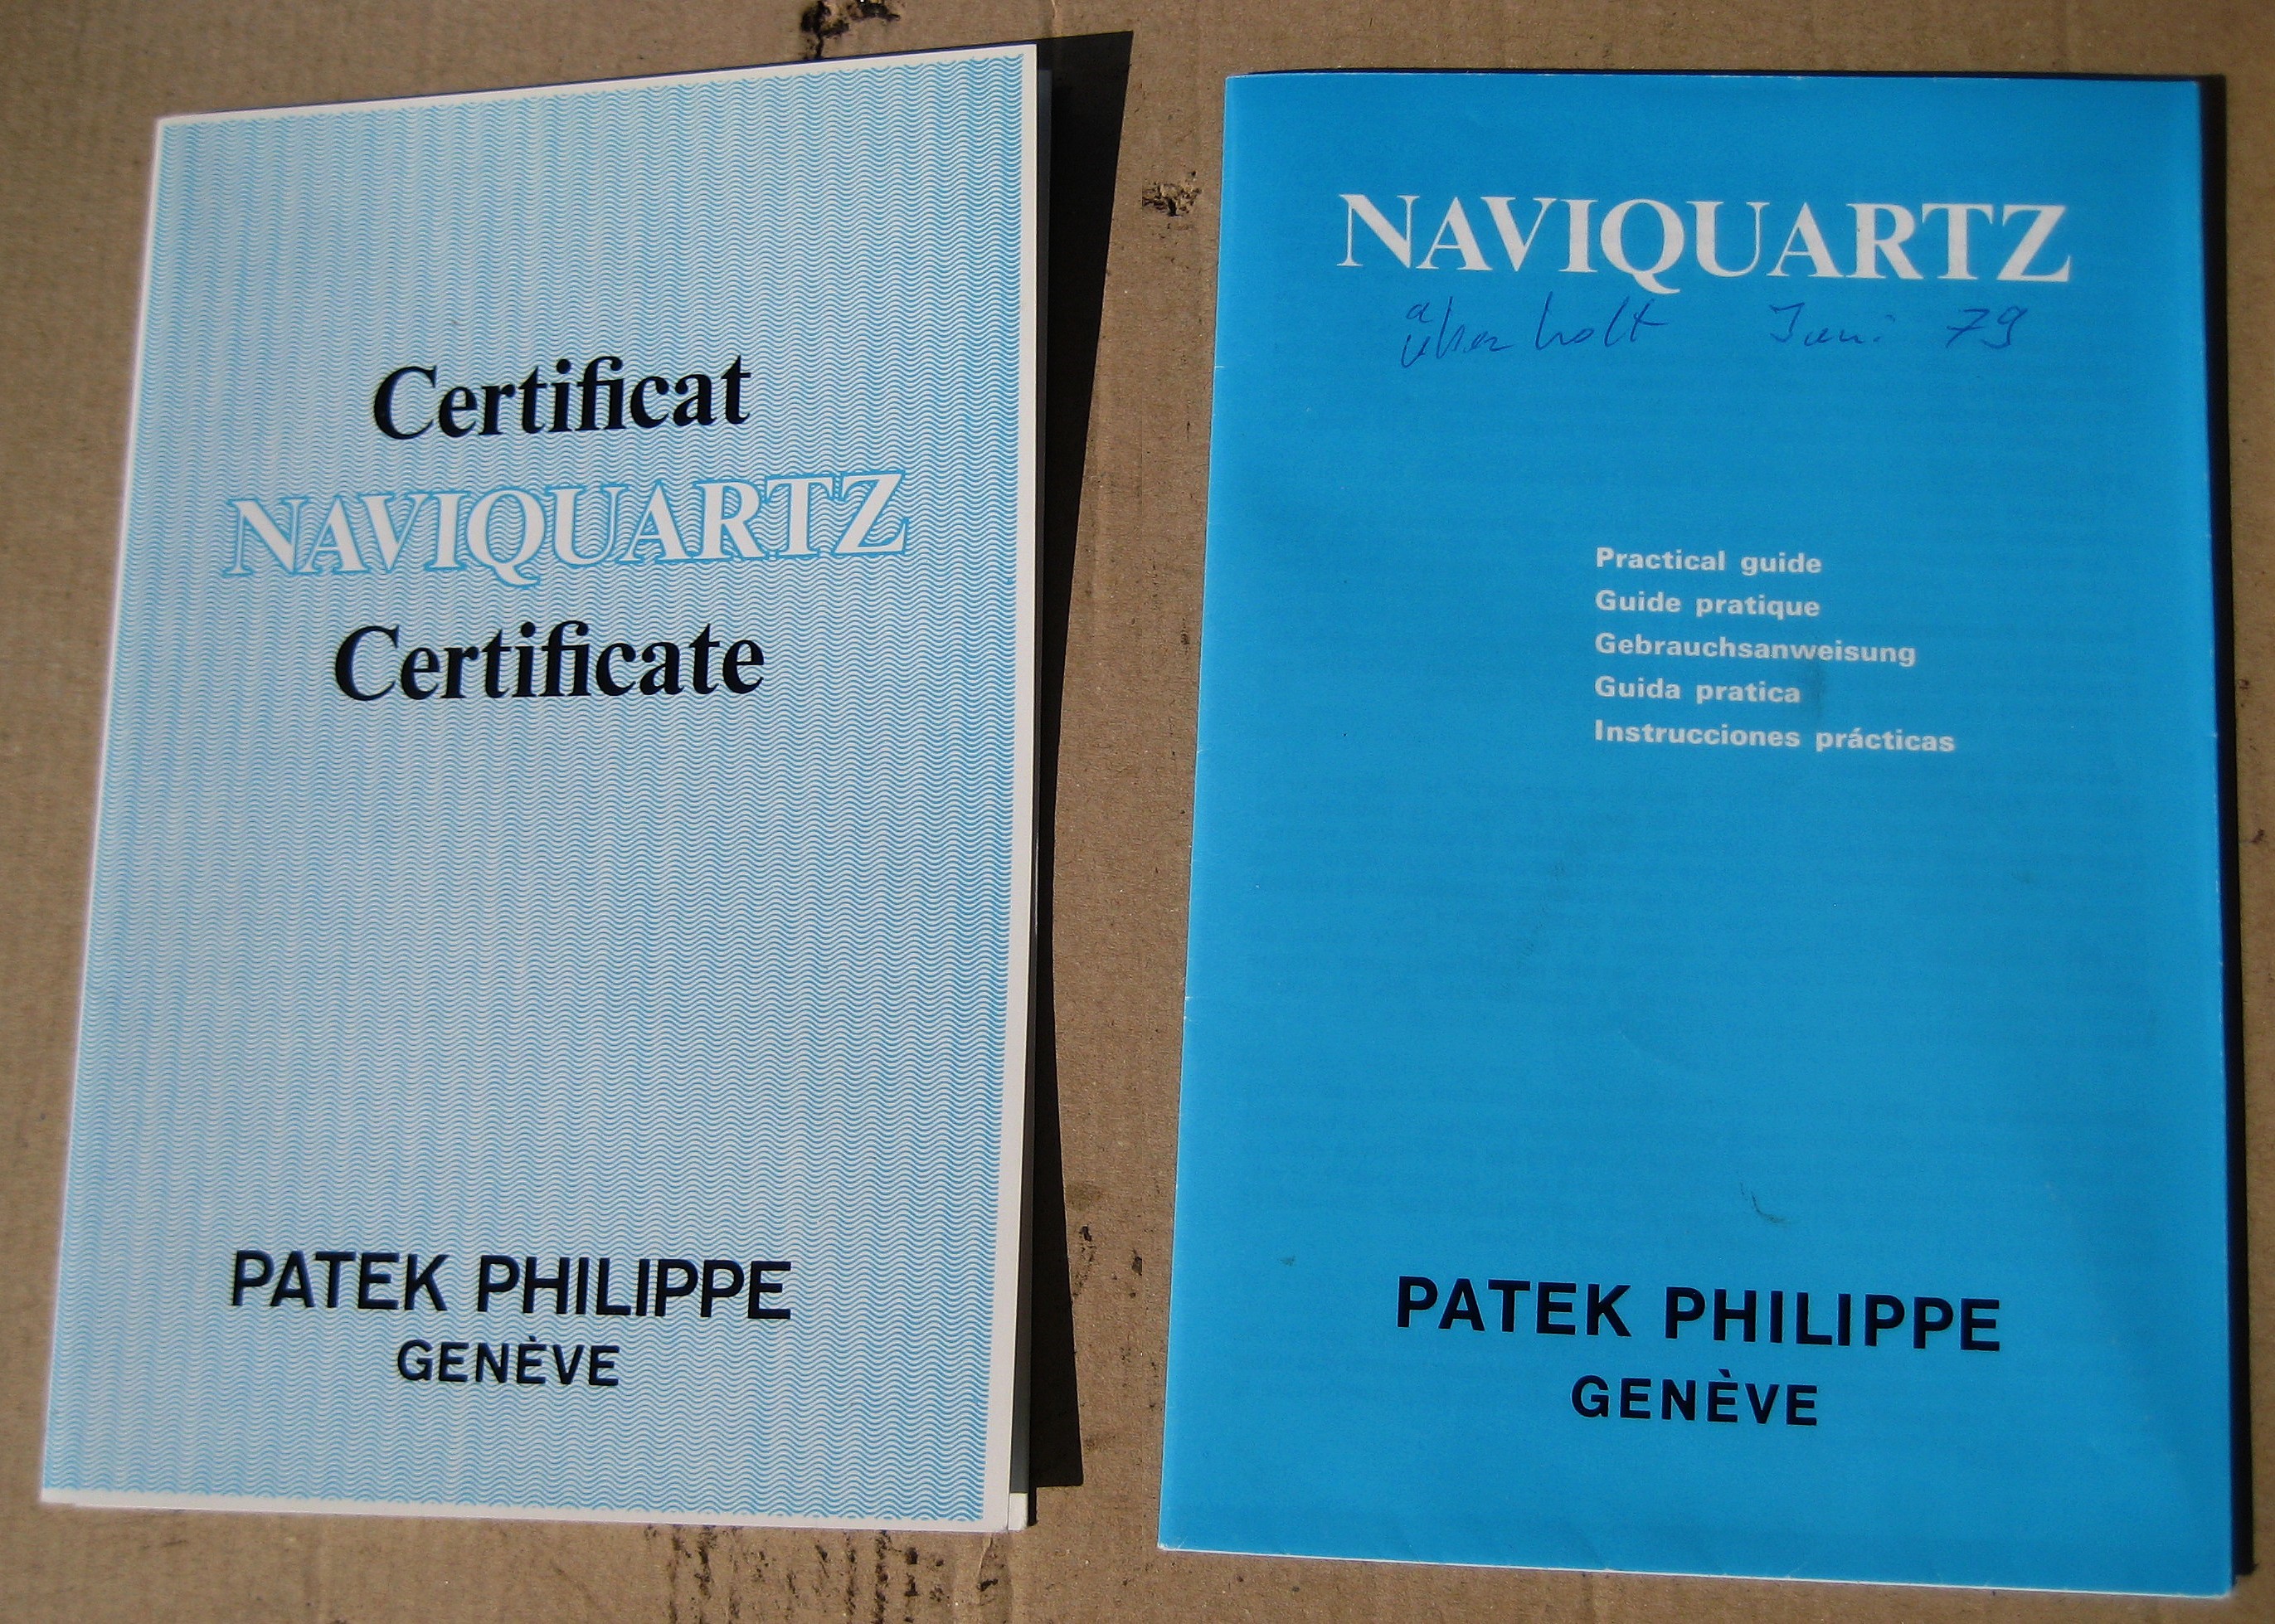 Certificat
NAVIQUARTZ
Certificate
PATEK PHILIPPE
GENÈVE
NAVIQUARTZ
überholt Juni 79
Practical guide
Guide pratique
Gebrauchsanweisung
Guida pratica
Instrucciones prácticas
PATEK PHILIPPE
GENÈVE